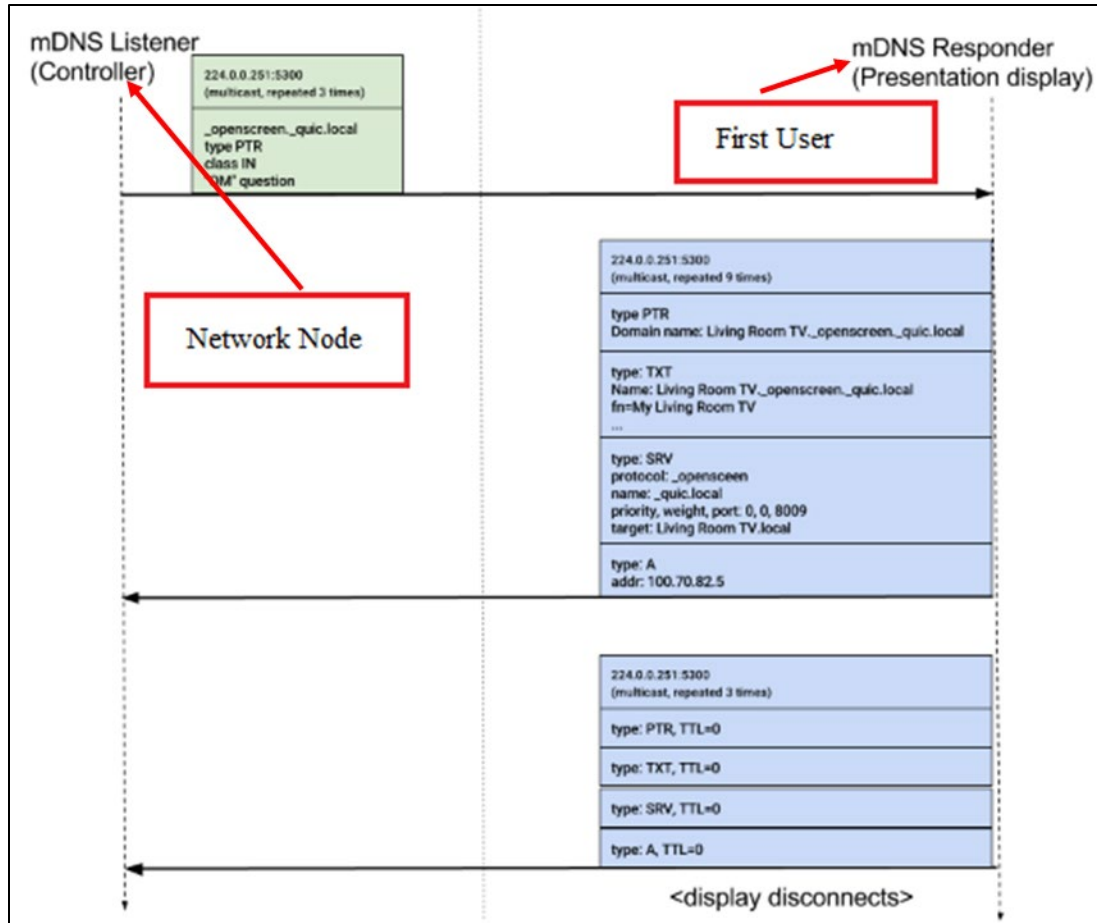 mDNS Listener
(Controller)
224.0.0.251:5300
(multicast, repeated 3 times)
_openscreen._quic.local
type PTR
class IN
QM" question
mDNS Responder
(Presentation display)
First User
Network Node
224.0.0.251:5300
(multicast, repeated 9 times)
type PTR
Domain name: Living Room TV._openscreen._quic.local
type: TXT
Name: Living Room TV._openscreen._quic.local
fn=My Living Room TV
...
type: SRV
protocol: _opensceen
name: _quic.local
priority, weight, port: 0, 0, 8009
target: Living Room TV.local
type: A
addr: 100.70.82.5
224.0.0.251:5300
(multicast, repeated 3 times)
type: PTR, TTL=0
type: TXT, TTL=0
type: SRV, TTL=0
type: A, TTL=0
<display disconnects>